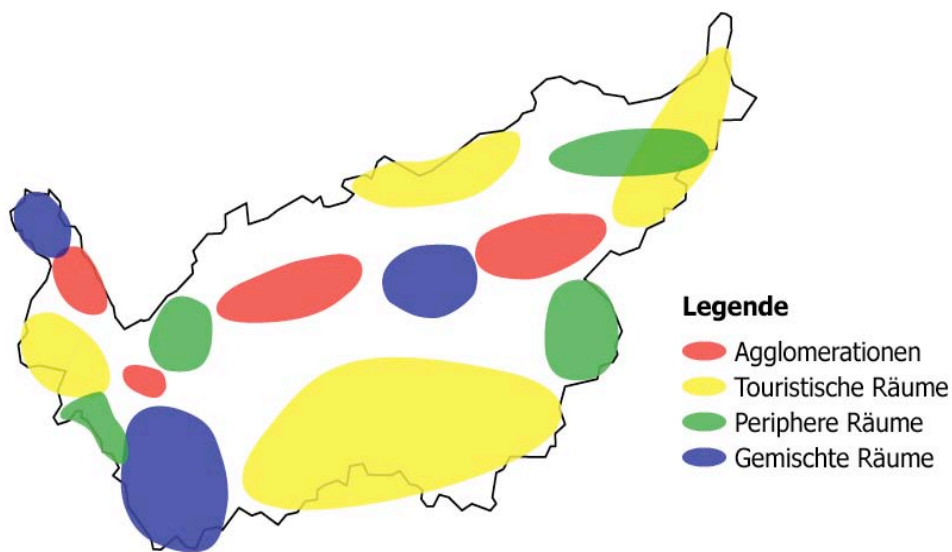 Legende
Agglomerationen
Touristische Räume
Periphere Räume
Gemischte Räume